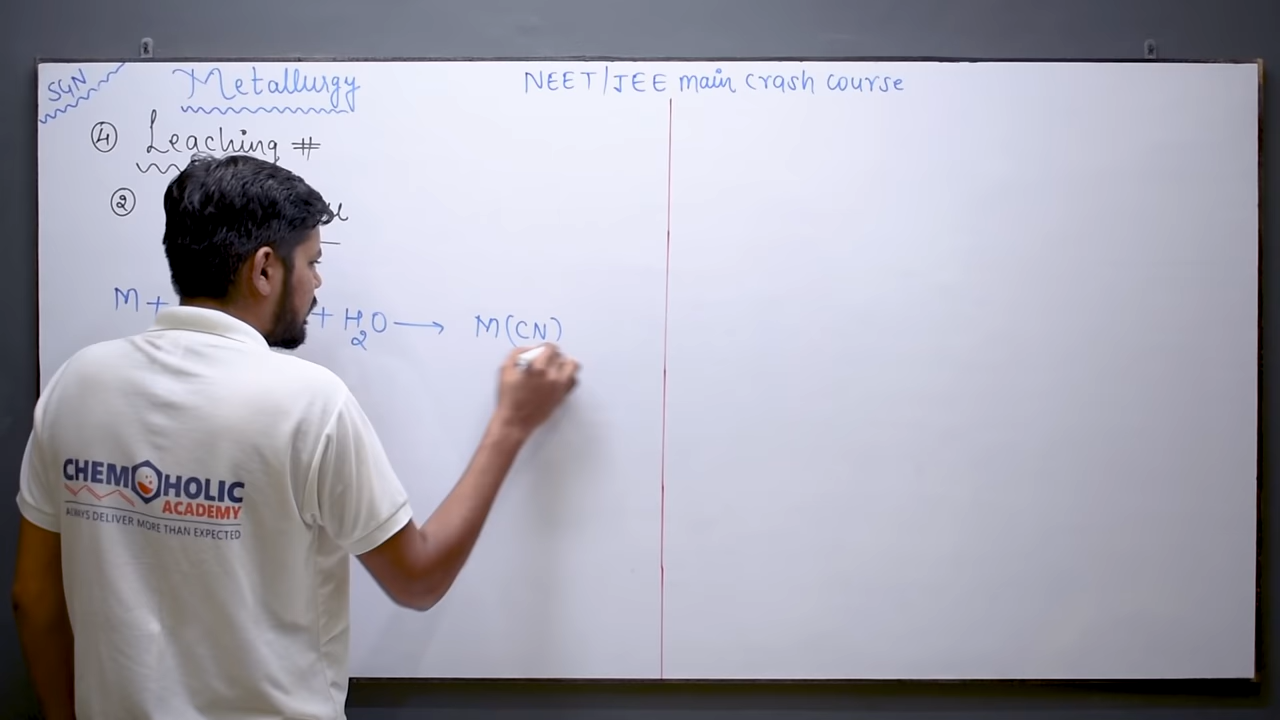 SGN
Metallurgy
NEET/JEE main crash course
④ Leaching #
②
M + + H₂O → M(CN)
CHEMOHOLIC
ACADEMY
ALWAYS DELIVER MORE THAN EXPECTED